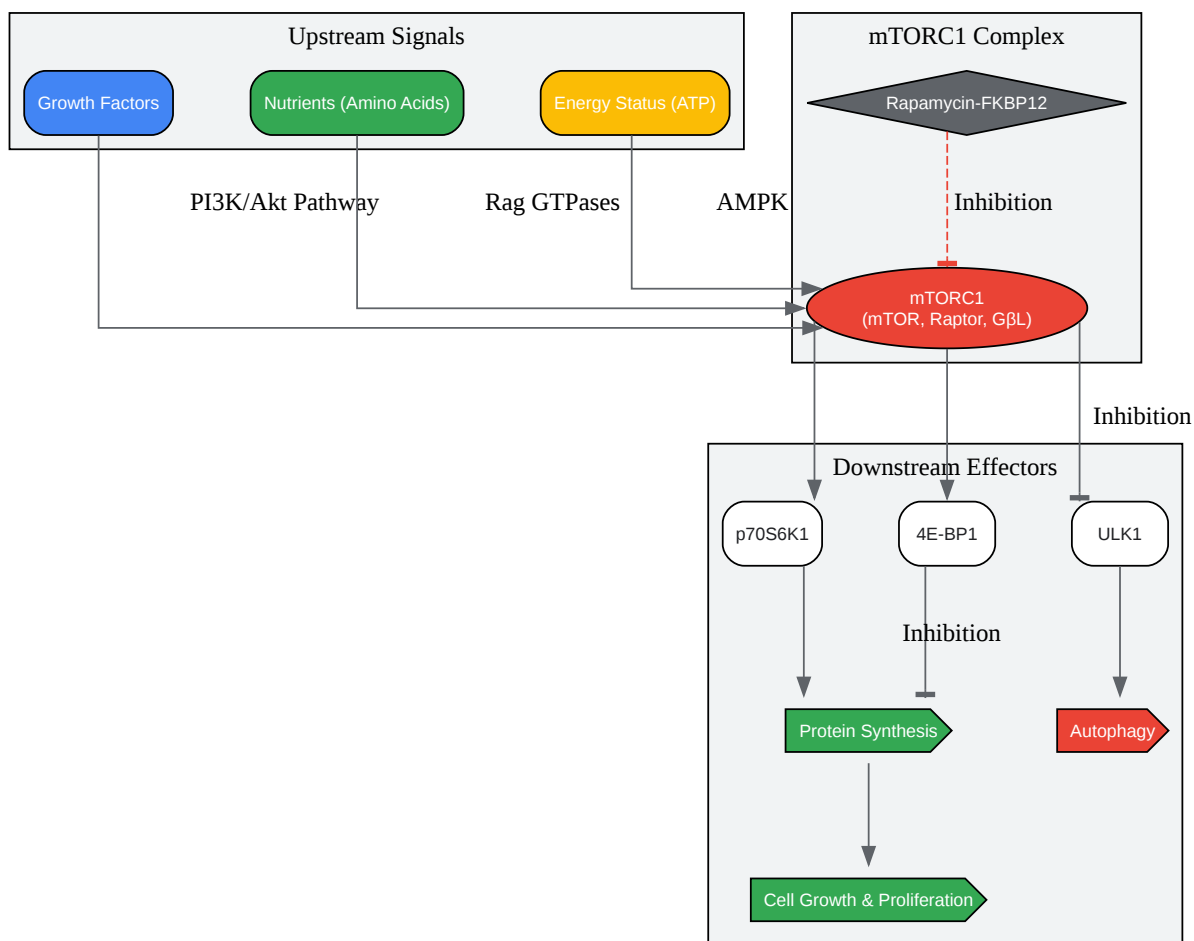 Upstream Signals
mTORC1 Complex
Growth Factors
Nutrients (Amino Acids)
Energy Status (ATP)
Rapamycin-FKBP12
PI3K/Akt Pathway
Rag GTPases
AMPK
Inhibition
mTORC1
(mTOR, Raptor, GβL)
Inhibition
Downstream Effectors
p70S6K1
4E-BP1
ULK1
Inhibition
Protein Synthesis
Autophagy
Cell Growth & Proliferation